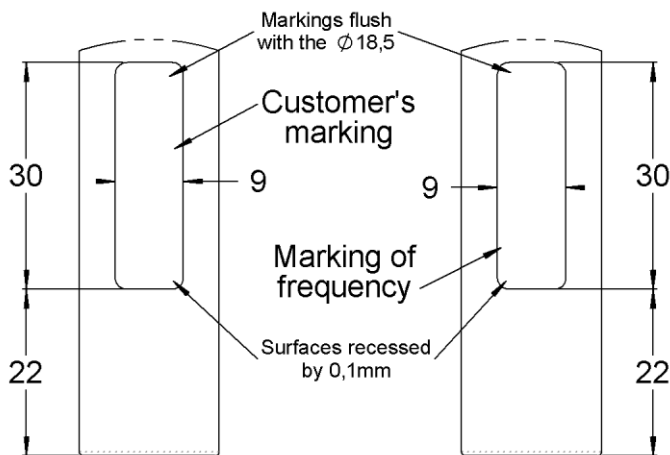 Markings flush
with the ∅ 18,5
Customer's
marking
30
9
9
30
Marking of
frequency
Surfaces recessed
by 0,1mm
22
22